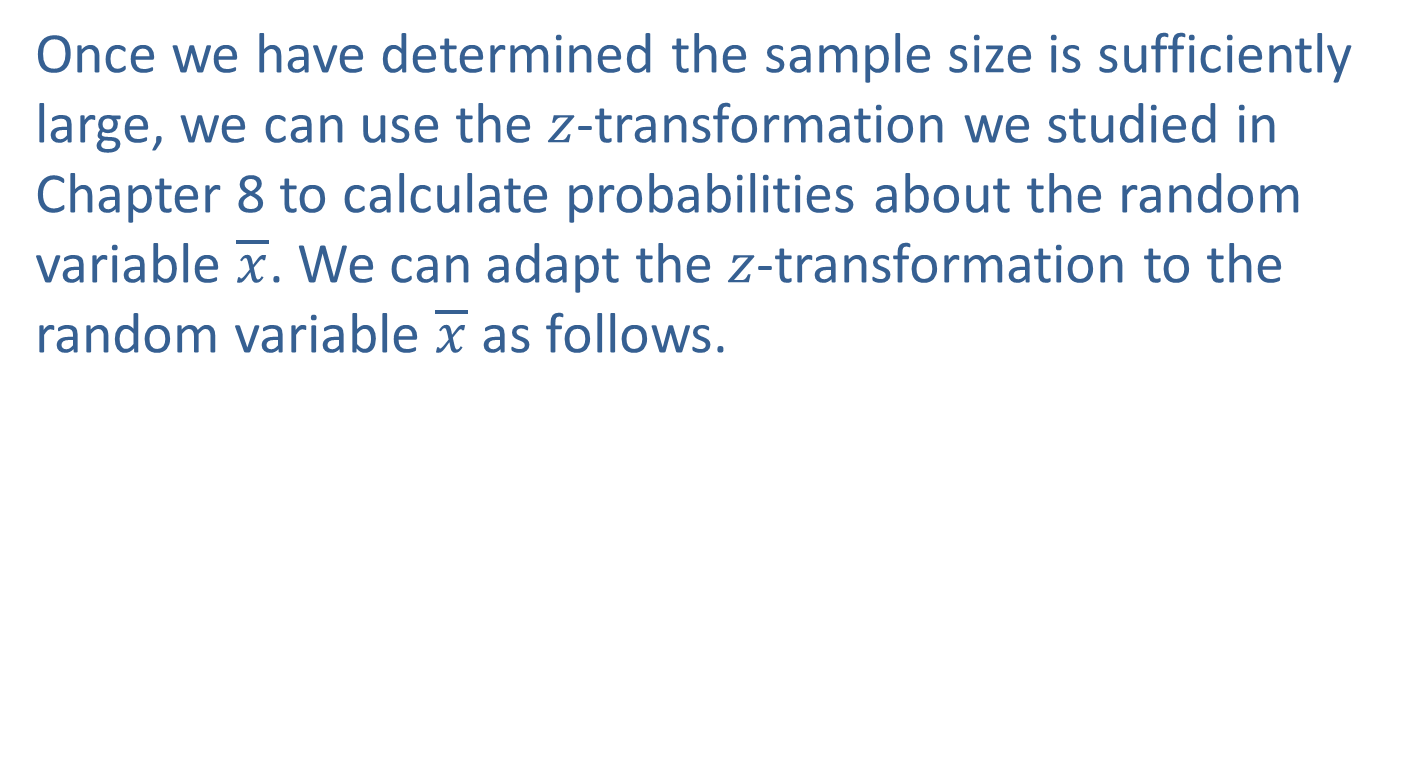 Once we have determined the sample size is sufficiently
large, we can use the z-transformation we studied in
Chapter 8 to calculate probabilities about the random
variable x̅. We can adapt the z-transformation to the
random variable x̅ as follows.